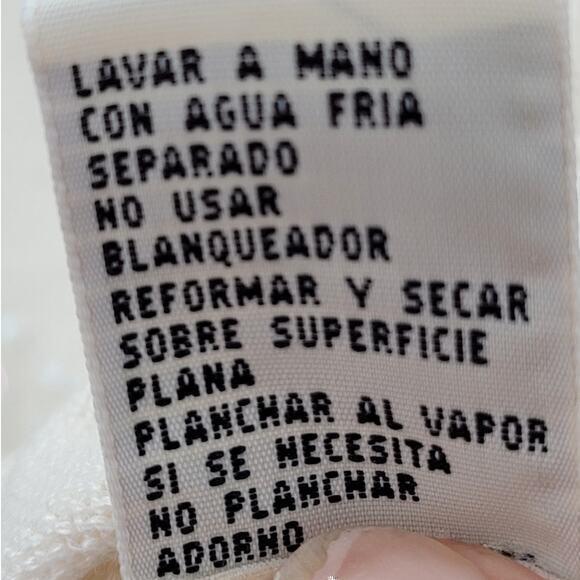 LAVAR A MANO
CON AGUA FRIA
SEPARADO
NO USAR
BLANQUEADOR
REFORMAR Y SECAR
SOBRE SUPERFICIE
PLANA
PLANCHAR AL VAPOR
SI SE NECESITA
NO PLANCHAR
ADORNO